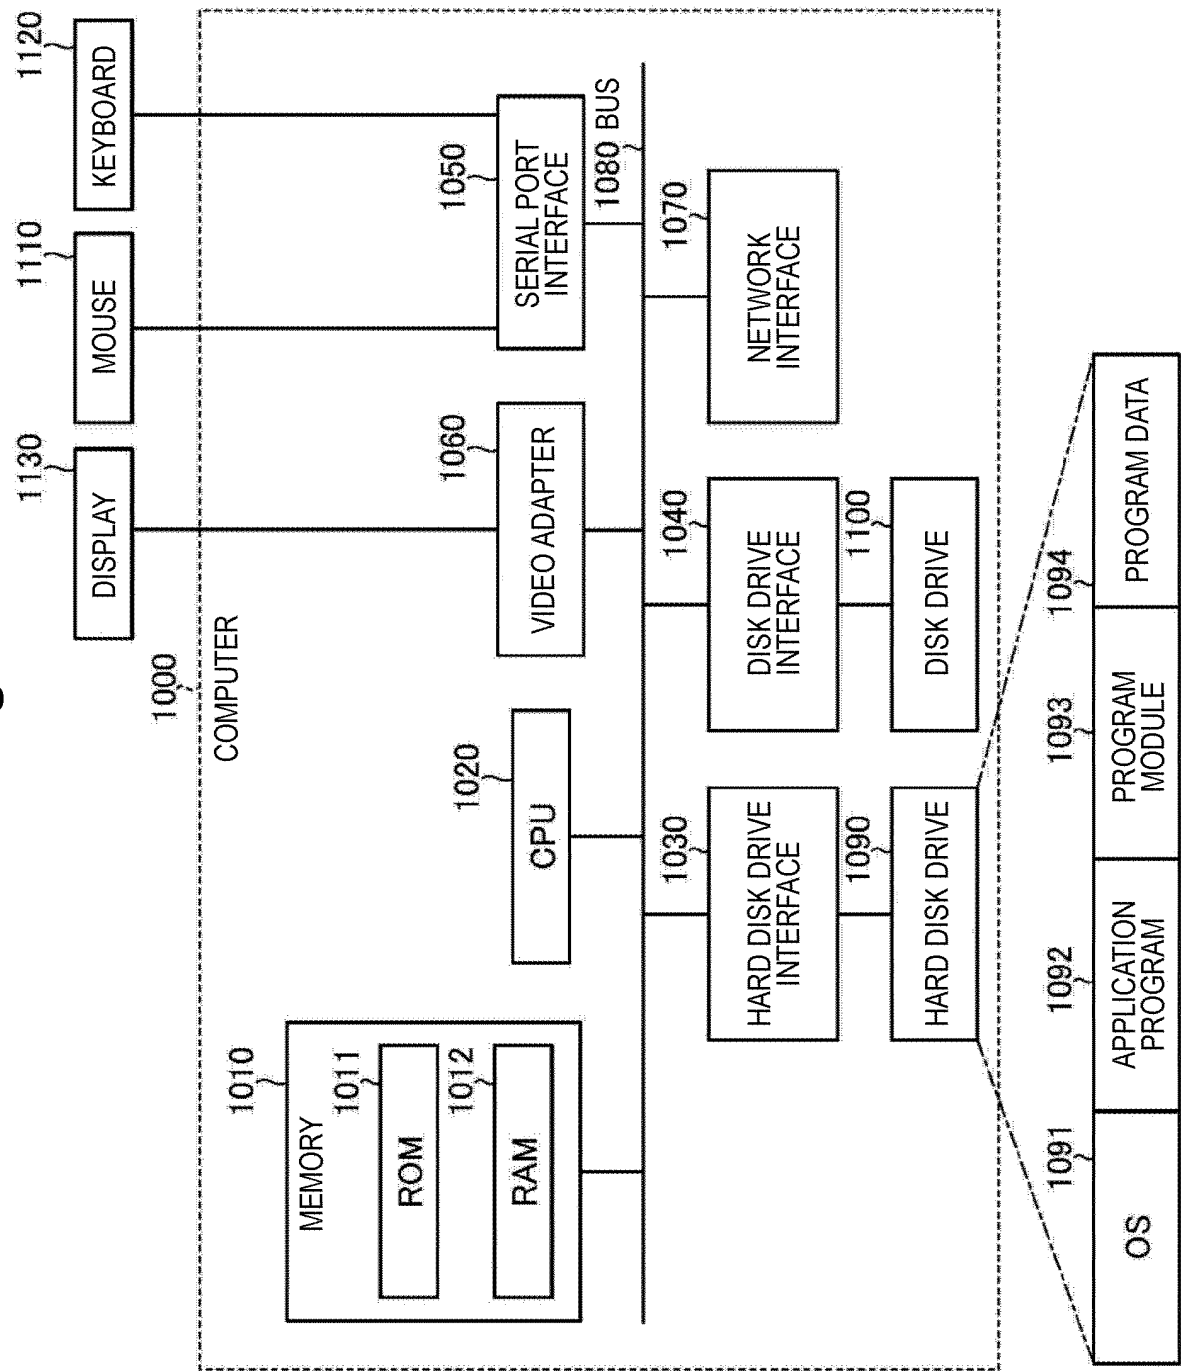 1000
COMPUTER
1010
MEMORY
1011
ROM
1012
RAM
1020
CPU
1130
DISPLAY
1110
MOUSE
1120
KEYBOARD
1060
VIDEO ADAPTER
1050
SERIAL PORT
INTERFACE
1080 BUS
1030
HARD DISK DRIVE
INTERFACE
1040
DISK DRIVE
INTERFACE
1070
NETWORK
INTERFACE
1090
HARD DISK DRIVE
1100
DISK DRIVE
1091
OS
1092
APPLICATION
PROGRAM
1093
PROGRAM
MODULE
1094
PROGRAM DATA